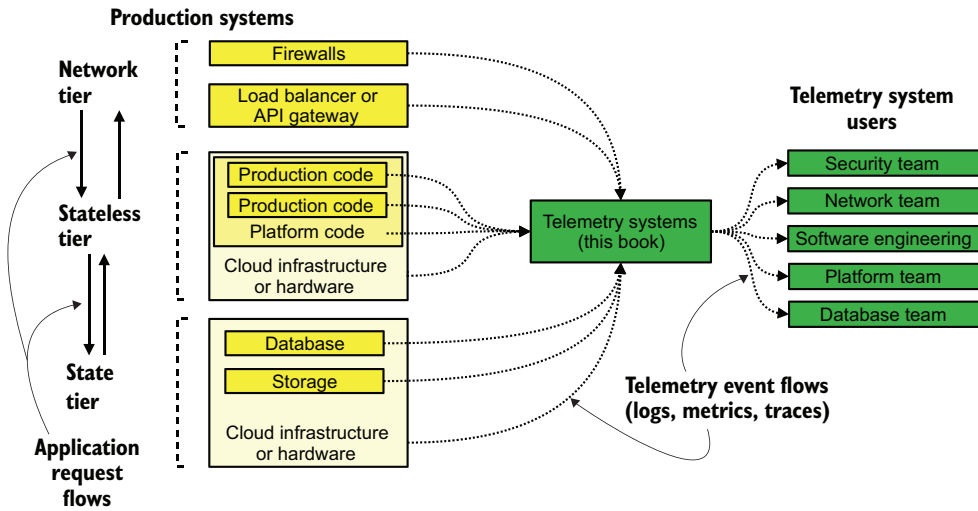 Production systems
Network
tier
Stateless
tier
State
tier
Application
request
flows
Firewalls
Load balancer or
API gateway
Production code
Production code
Platform code
Cloud infrastructure
or hardware
Database
Storage
Cloud infrastructure
or hardware
Telemetry systems
(this book)
Telemetry event flows
(logs, metrics, traces)
Telemetry system
users
Security team
Network team
Software engineering
Platform team
Database team